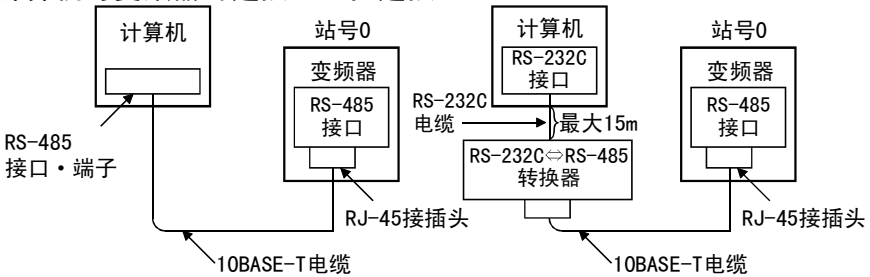 计算机
站号0
变频器
RS-485
接口
RS-485
接口·端子
RJ-45接插头
10BASE-T电缆
计算机
RS-232C
接口
RS-232C
电缆
最大15m
RS-232C⇔RS-485
转换器
站号0
变频器
RS-485
接口
RJ-45接插头
10BASE-T电缆